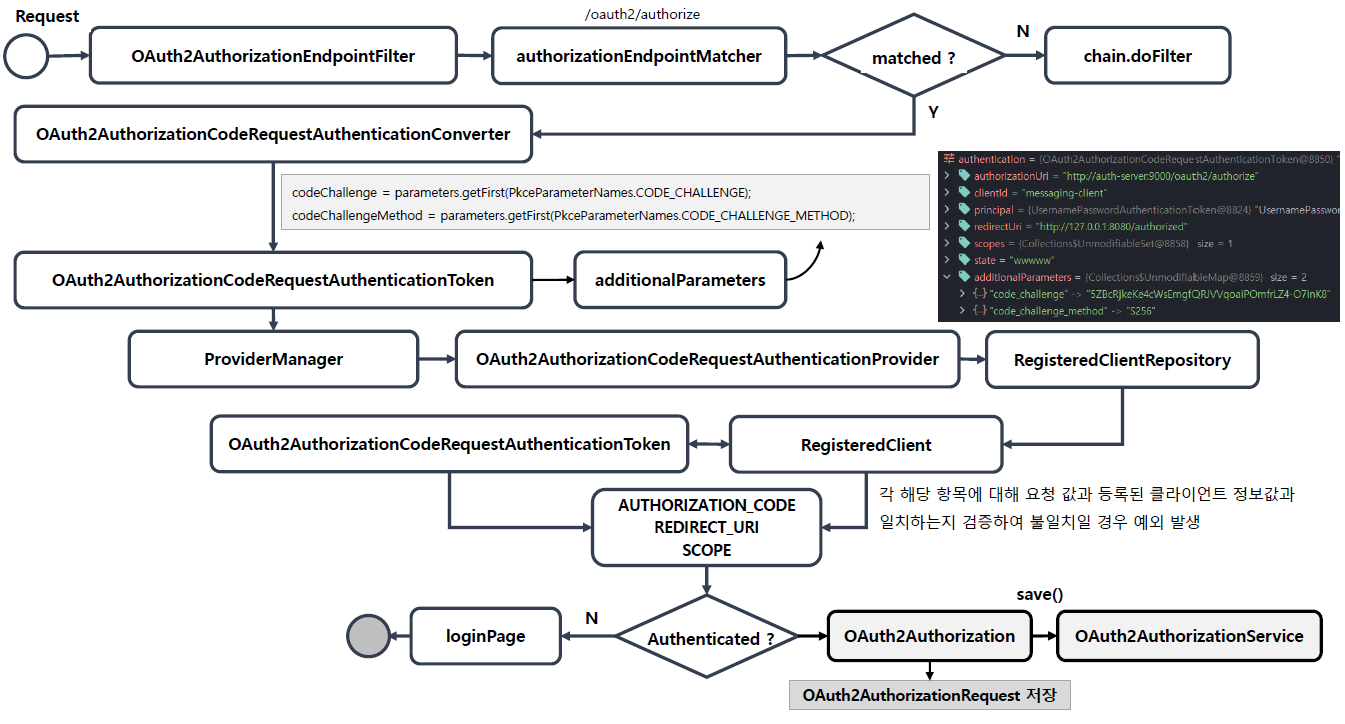 Request
/oauth2/authorize
OAuth2AuthorizationEndpointFilter
authorizationEndpointMatcher
matched ?
N
chain.doFilter
Y
OAuth2AuthorizationCodeRequestAuthenticationConverter
codeChallenge = parameters.getFirst(PkceParameterNames.CODE_CHALLENGE);
codeChallengeMethod = parameters.getFirst(PkceParameterNames.CODE_CHALLENGE_METHOD);
authentication = {OAuth2AuthorizationCodeRequestAuthenticationToken@8850} "
authorizationUri = "http://auth-server:9000/oauth2/authorize"
clientId = "messaging-client"
principal = {UsernamePasswordAuthenticationToken@8824} "UsernamePassword
redirectUri = "http://127.0.0.1:8080/authorized"
scopes = {Collections$UnmodifiableSet@8858} size = 1
state = "wwwww"
additionalParameters = {Collections$UnmodifiableMap@8859} size = 2
"code_challenge" -> 
"code_challenge_method" -> "S256"
OAuth2AuthorizationCodeRequestAuthenticationToken
additionalParameters
ProviderManager
OAuth2AuthorizationCodeRequestAuthenticationProvider
RegisteredClientRepository
OAuth2AuthorizationCodeRequestAuthenticationToken
RegisteredClient
각 해당 항목에 대해 요청 값과 등록된 클라이언트 정보값과
일치하는지 검증하여 불일치일 경우 예외 발생
AUTHORIZATION_CODE
REDIRECT_URI
SCOPE
save()
loginPage
N
Authenticated ?
OAuth2Authorization
OAuth2AuthorizationService
OAuth2AuthorizationRequest 저장